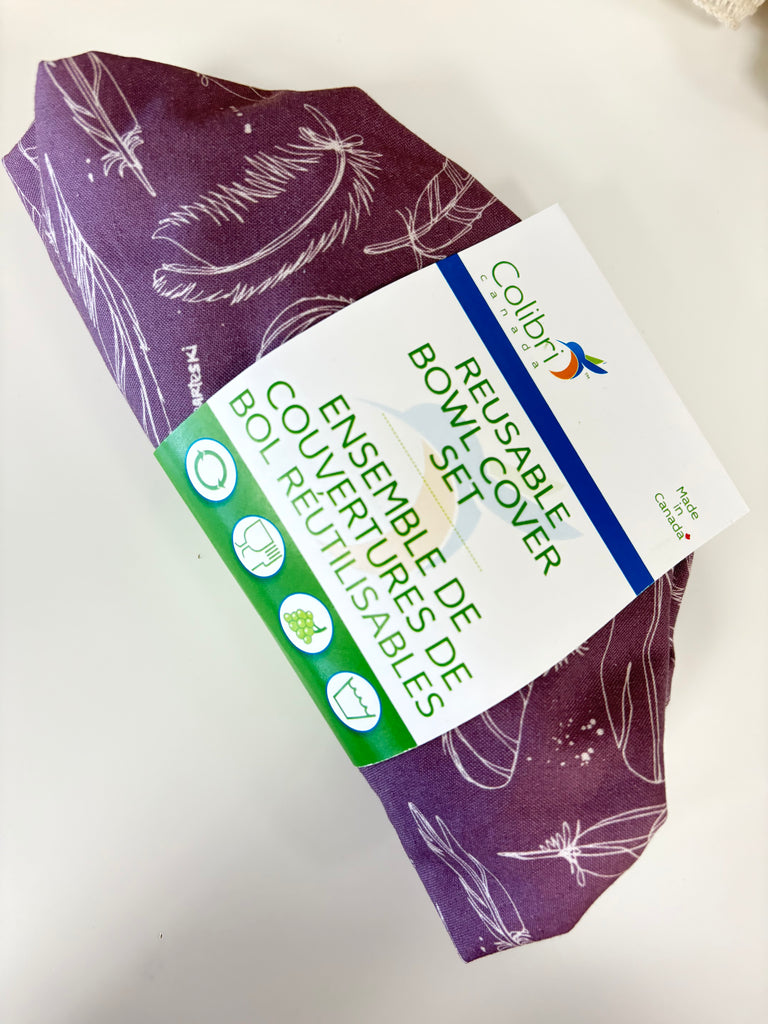 Colibri
canada
Made
in
Canada
REUSABLE
BOWL COVER
SET
ENSEMBLE DE
COUVERTURES DE
BOL RÉUTILISABLES